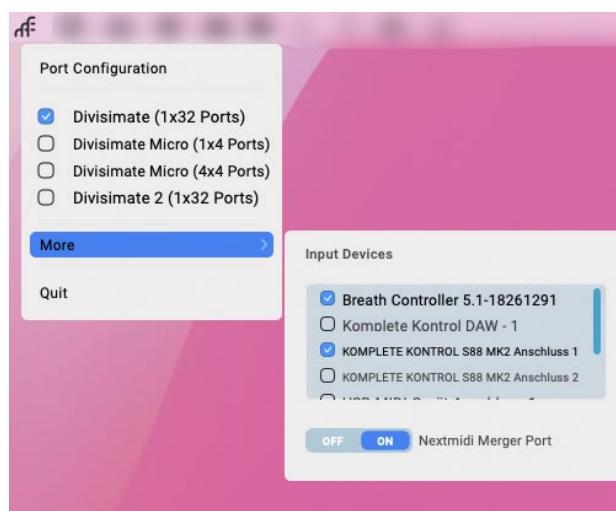 Port Configuration
Divisimate (1x32 Ports)
Divisimate Micro (1x4 Ports)
Divisimate Micro (4x4 Ports)
Divisimate 2 (1x32 Ports)
More
Quit
Input Devices
Breath Controller 5.1-18261291
Komplete Kontrol DAW - 1
KOMPLETE KONTROL S88 MK2 Anschluss 1
KOMPLETE KONTROL S88 MK2 Anschluss 2
OFF ON Nextmidi Merger Port